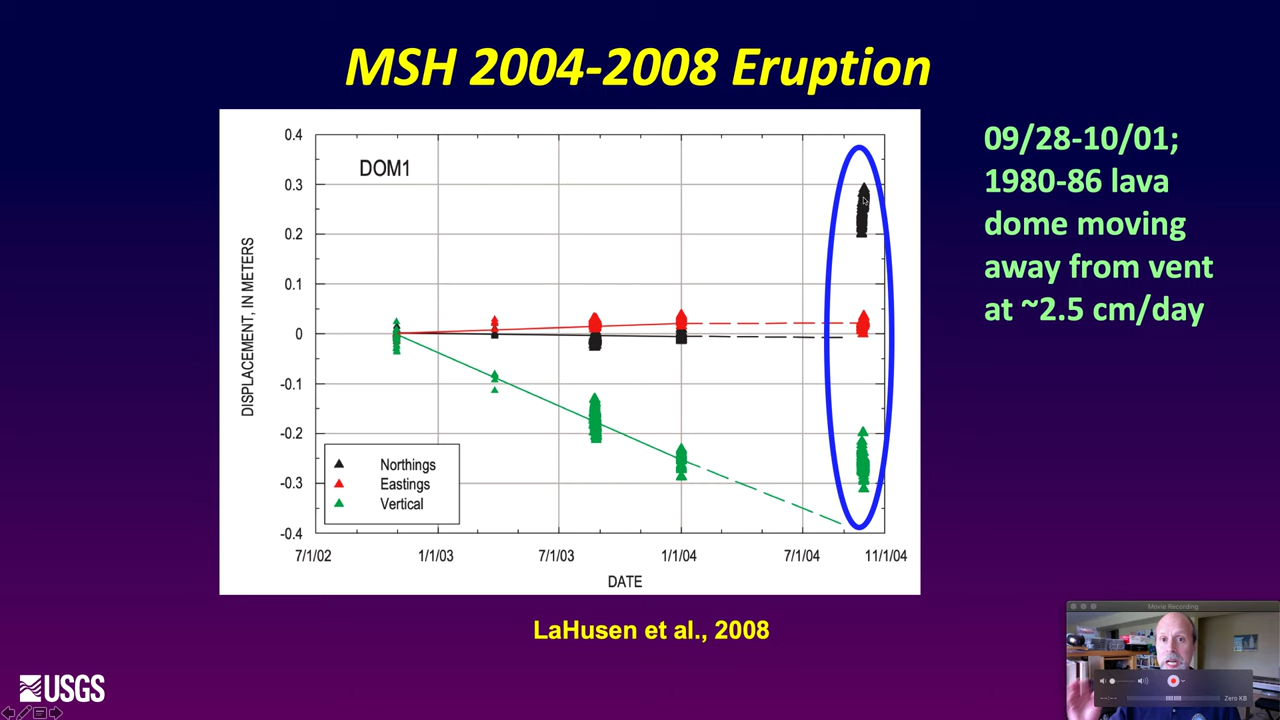 MSH 2004-2008 Eruption
0.4
0.3
0.2
0.1
0
-0.1
-0.2
-0.3
-0.4
DISPLACEMENT, IN METERS
DOM1
Northings
Eastings
Vertical
7/1/02
1/1/03
7/1/03
1/1/04
7/1/04
11/1/04
DATE
09/28-10/01;
1980-86 lava
dome moving
away from vent
at ~2.5 cm/day
LaHusen et al., 2008
USGS
Movie Recording
--:--
Zero KB